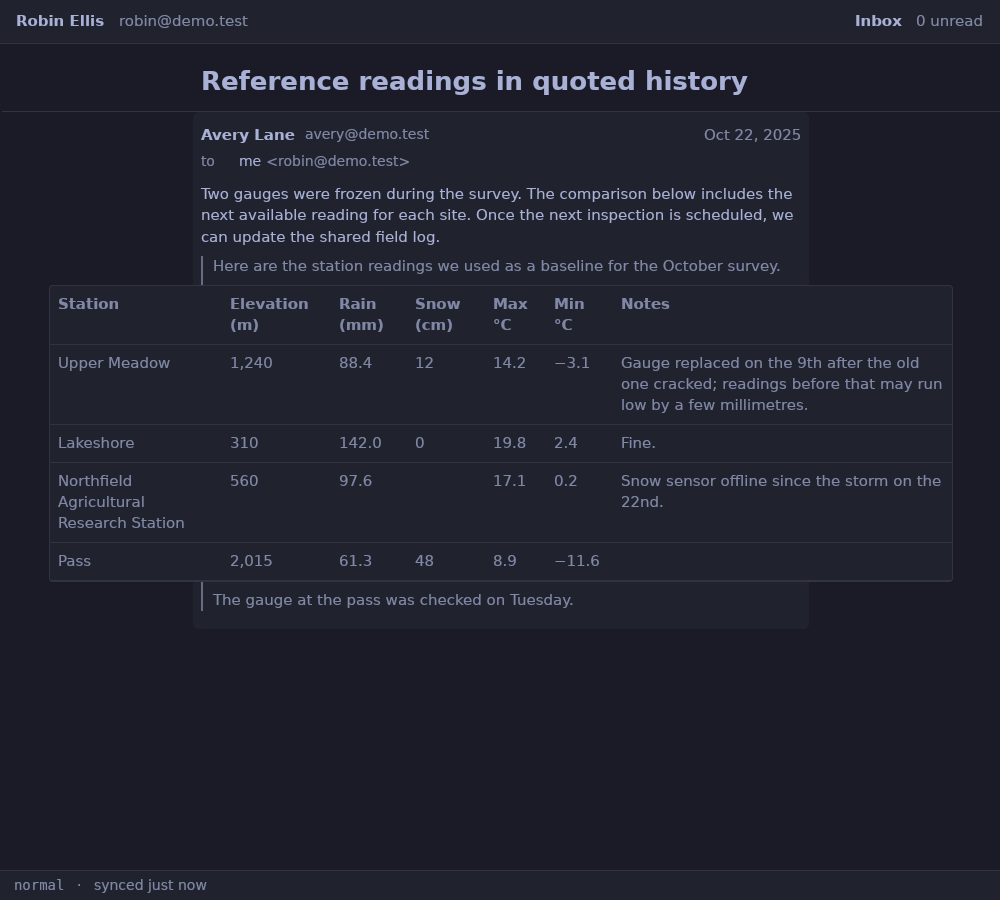 Robin Ellis robin@demo.test Inbox 0 unread
Reference readings in quoted history
Avery Lane avery@demo.test Oct 22, 2025
to me <robin@demo.test>
Two gauges were frozen during the survey. The comparison below includes the
next available reading for each site. Once the next inspection is scheduled, we
can update the shared field log.
Here are the station readings we used as a baseline for the October survey.
Station Elevation Rain Snow Max Min Notes
(m) (mm) (cm) °C °C
Upper Meadow 1,240 88.4 12 14.2 −3.1 Gauge replaced on the 9th after the old
one cracked; readings before that may run
low by a few millimetres.
Lakeshore 310 142.0 0 19.8 2.4 Fine.
Northfield 560 97.6 17.1 0.2 Snow sensor offline since the storm on the
Agricultural 22nd.
Research Station
Pass 2,015 61.3 48 8.9 −11.6
The gauge at the pass was checked on Tuesday.
normal · synced just now